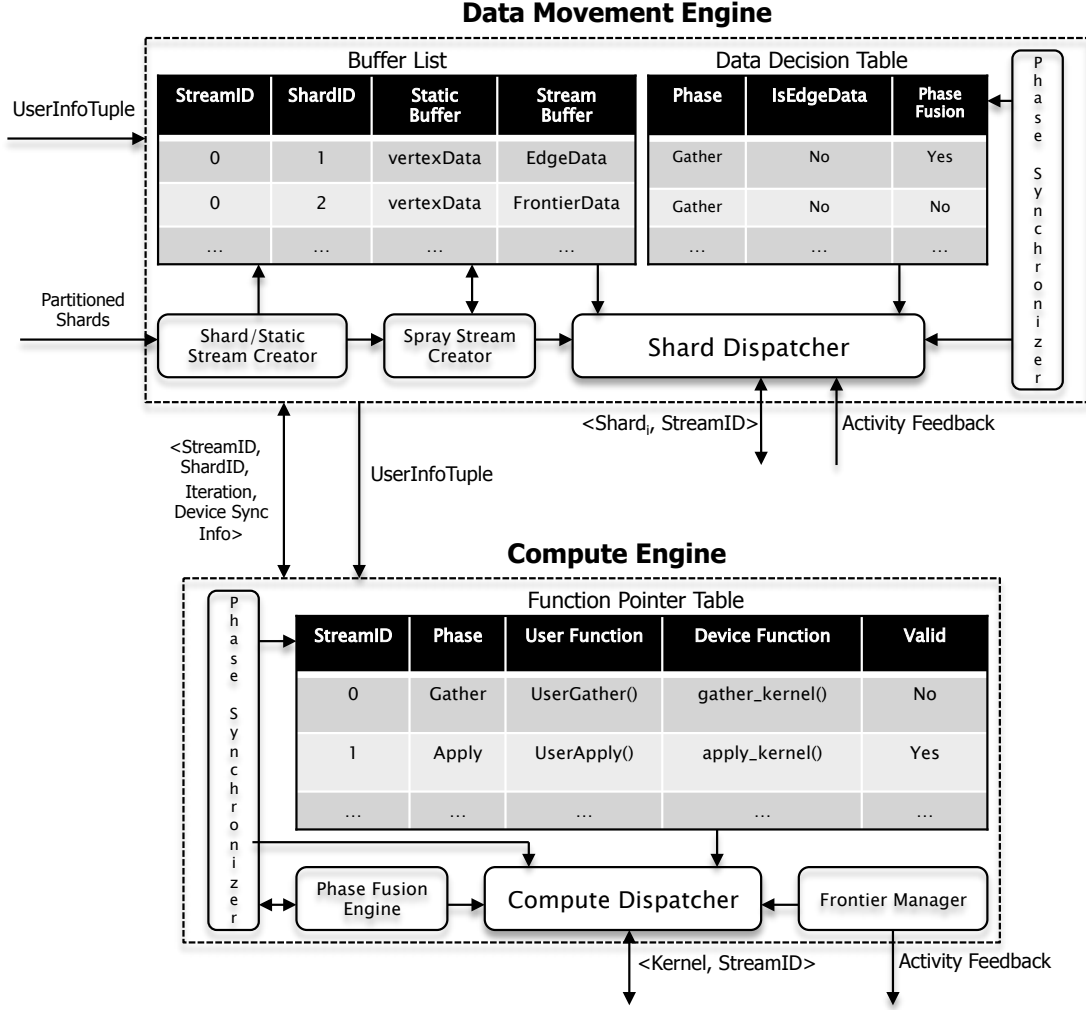 Data Movement Engine
Buffer List
Data Decision Table
StreamID ShardID Static Buffer Stream Buffer
Phase IsEdgeData Phase Fusion
0 1 vertexData EdgeData
Gather No Yes
0 2 vertexData FrontierData
Gather No No
... ... ... ...
... ... ...
UserInfoTuple
Partitioned
Shards
Shard/Static
Stream Creator
Spray Stream
Creator
Shard Dispatcher
Phase Synchronizer
<Shardi, StreamID>
Activity Feedback
<StreamID,
ShardID,
Iteration,
Device Sync
Info>
UserInfoTuple
Compute Engine
Phase Synchronizer
Function Pointer Table
StreamID Phase User Function Device Function Valid
0 Gather UserGather() gather_kernel() No
1 Apply UserApply() apply_kernel() Yes
... ... ... ... ...
Phase Fusion
Engine
Compute Dispatcher
Frontier Manager
<Kernel, StreamID>
Activity Feedback